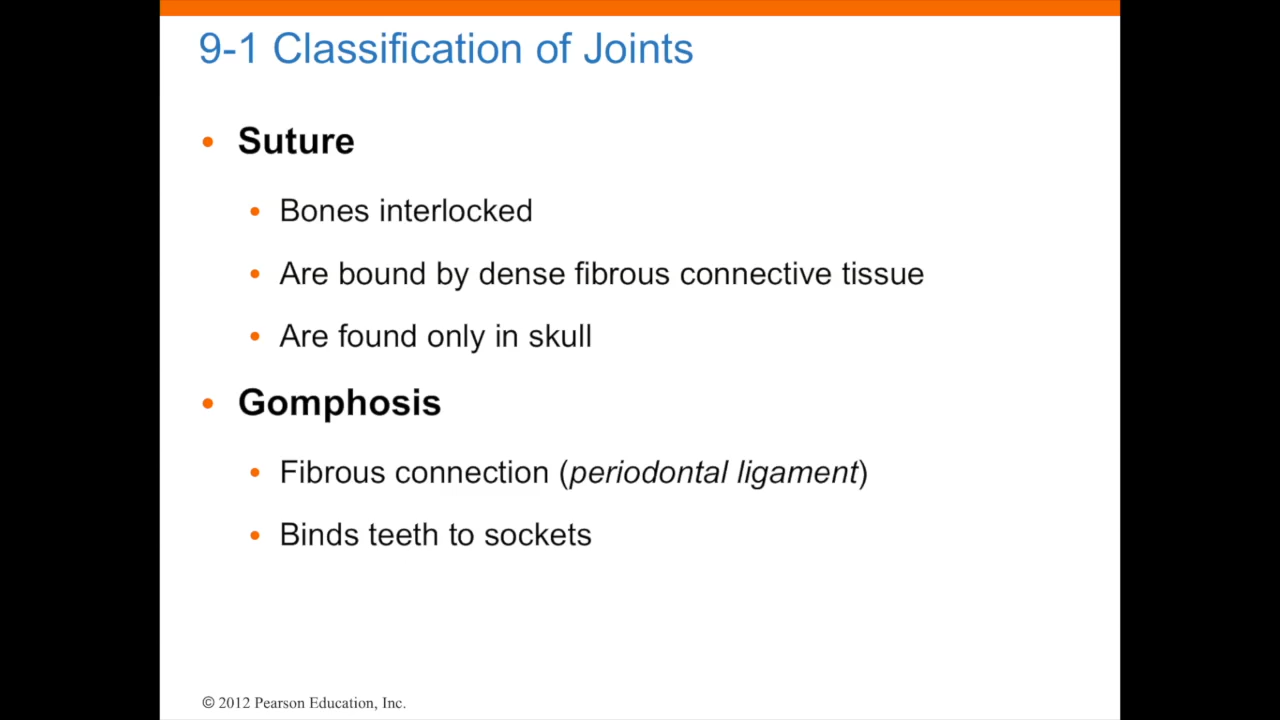 9-1 Classification of Joints
• Suture
• Bones interlocked
• Are bound by dense fibrous connective tissue
• Are found only in skull
• Gomphosis
• Fibrous connection (periodontal ligament)
• Binds teeth to sockets
© 2012 Pearson Education, Inc.